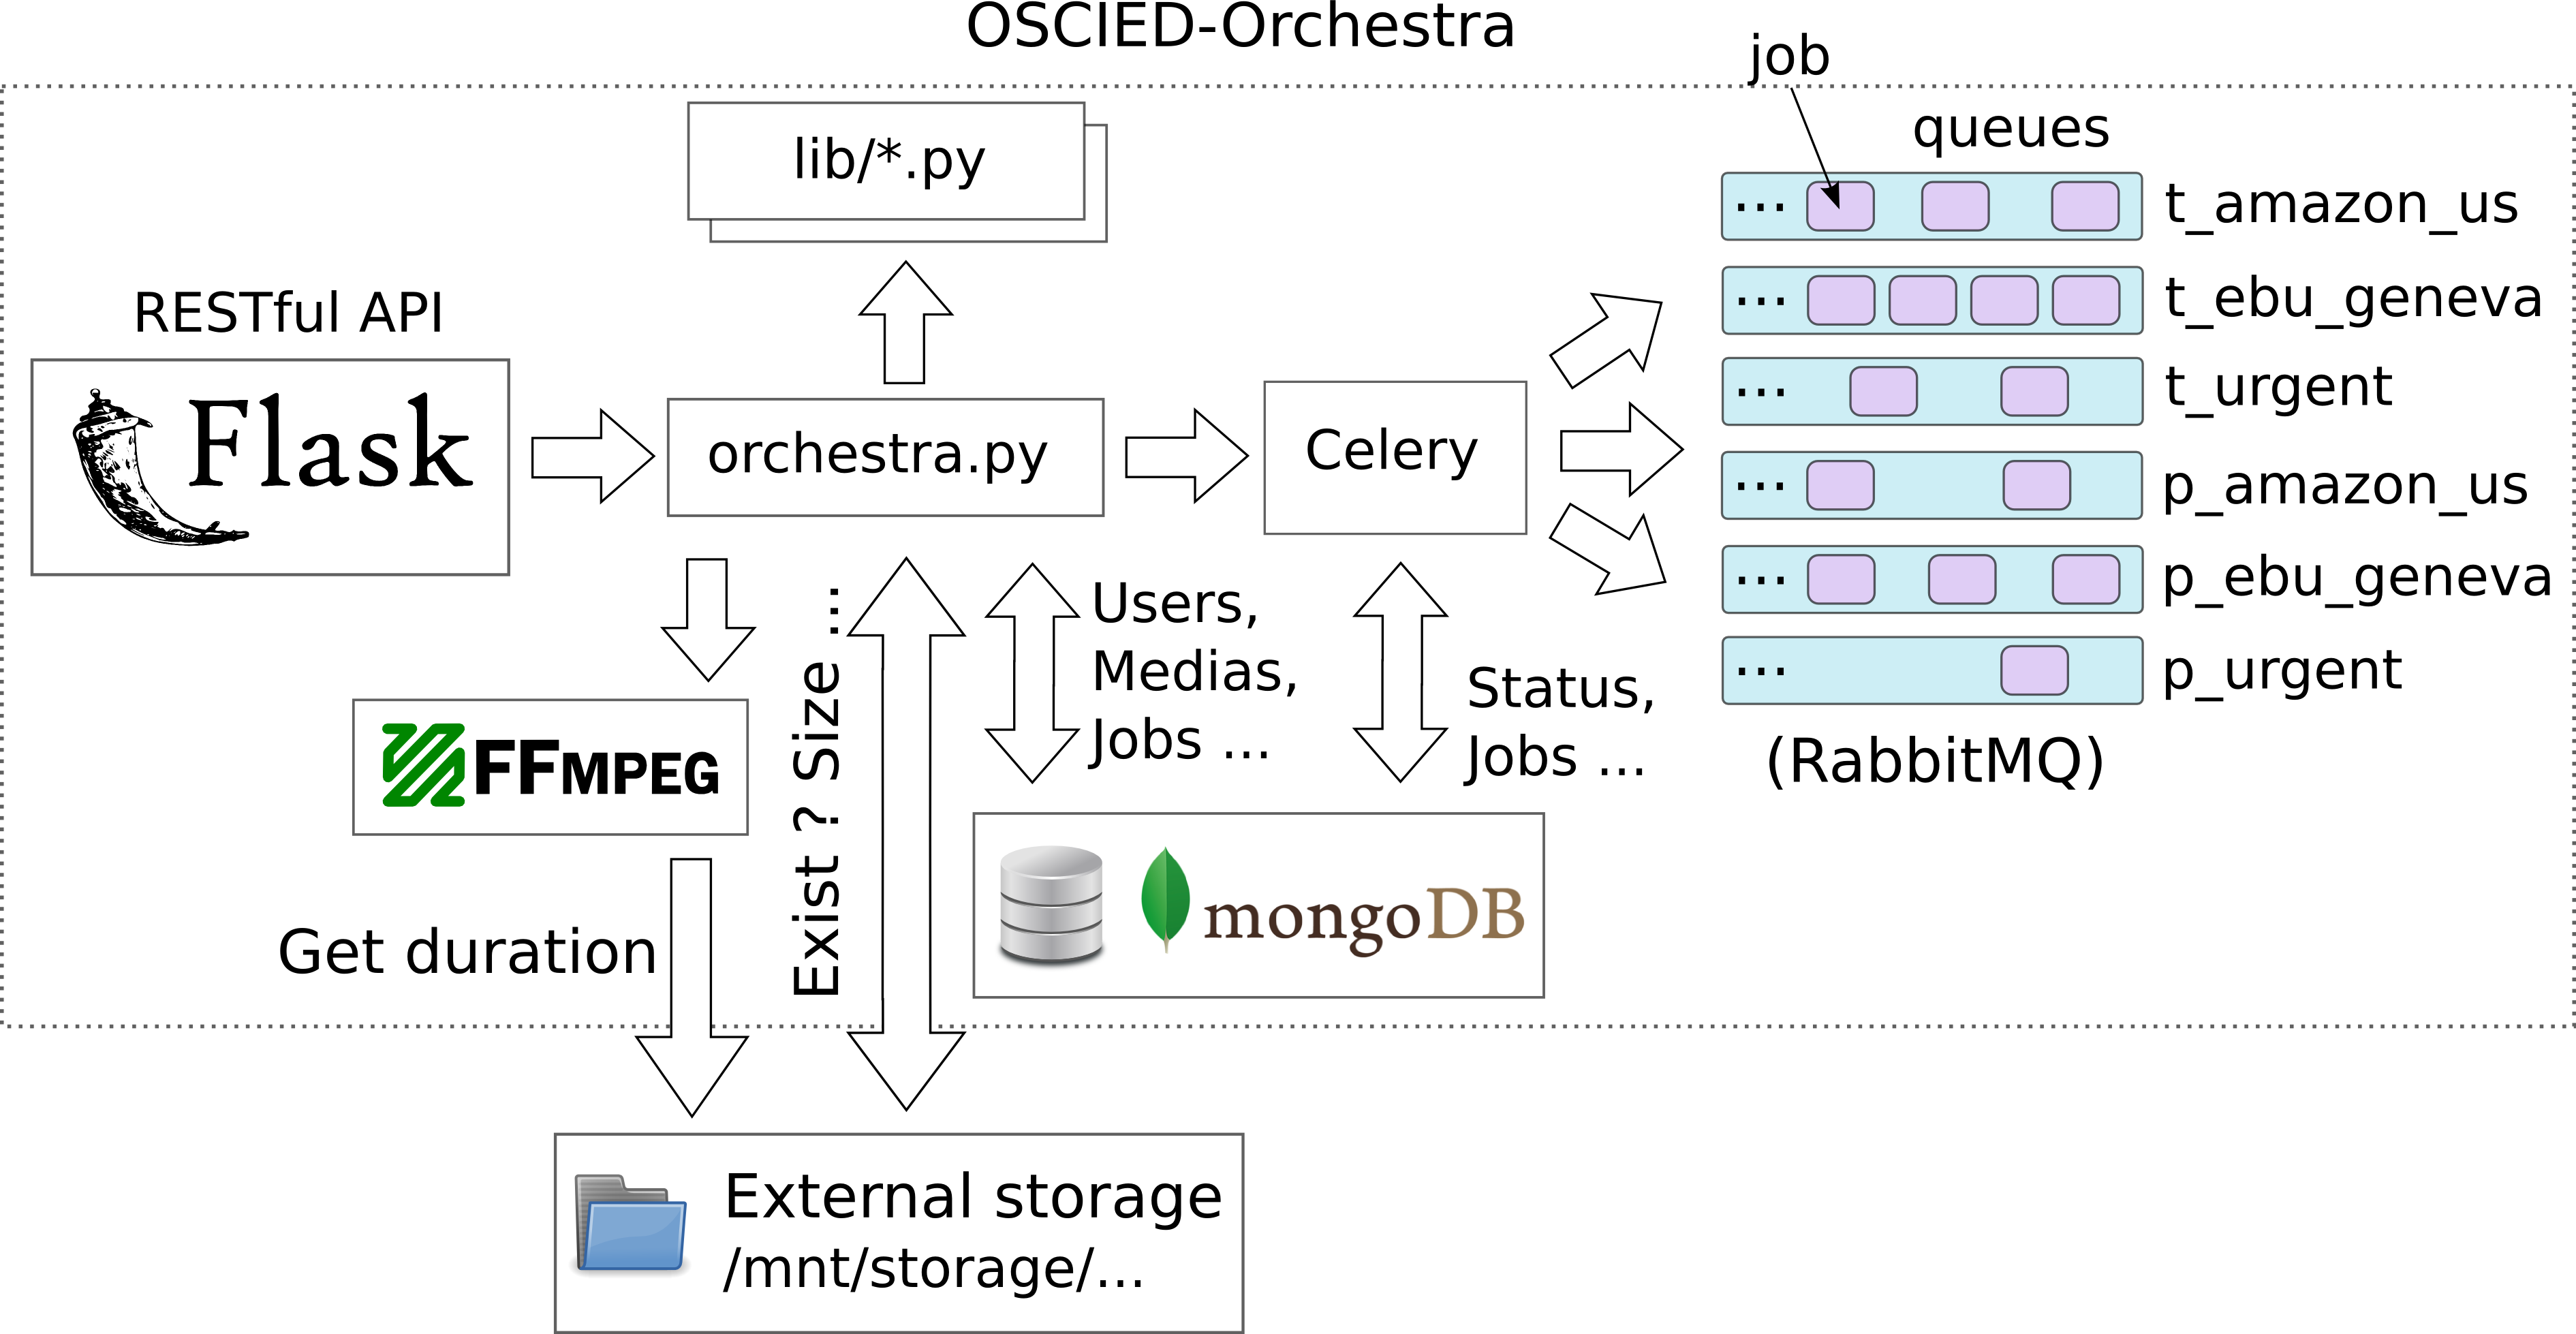 OSCIED-Orchestra
job
queues
lib/*.py
t_amazon_us
t_ebu_geneva
t_urgent
p_amazon_us
p_ebu_geneva
p_urgent
(RabbitMQ)
RESTful API
Flask
orchestra.py
Celery
Users,
Medias,
Jobs ...
Status,
Jobs ...
Exist ? Size ...
FFMPEG
mongoDB
Get duration
External storage
/mnt/storage/...